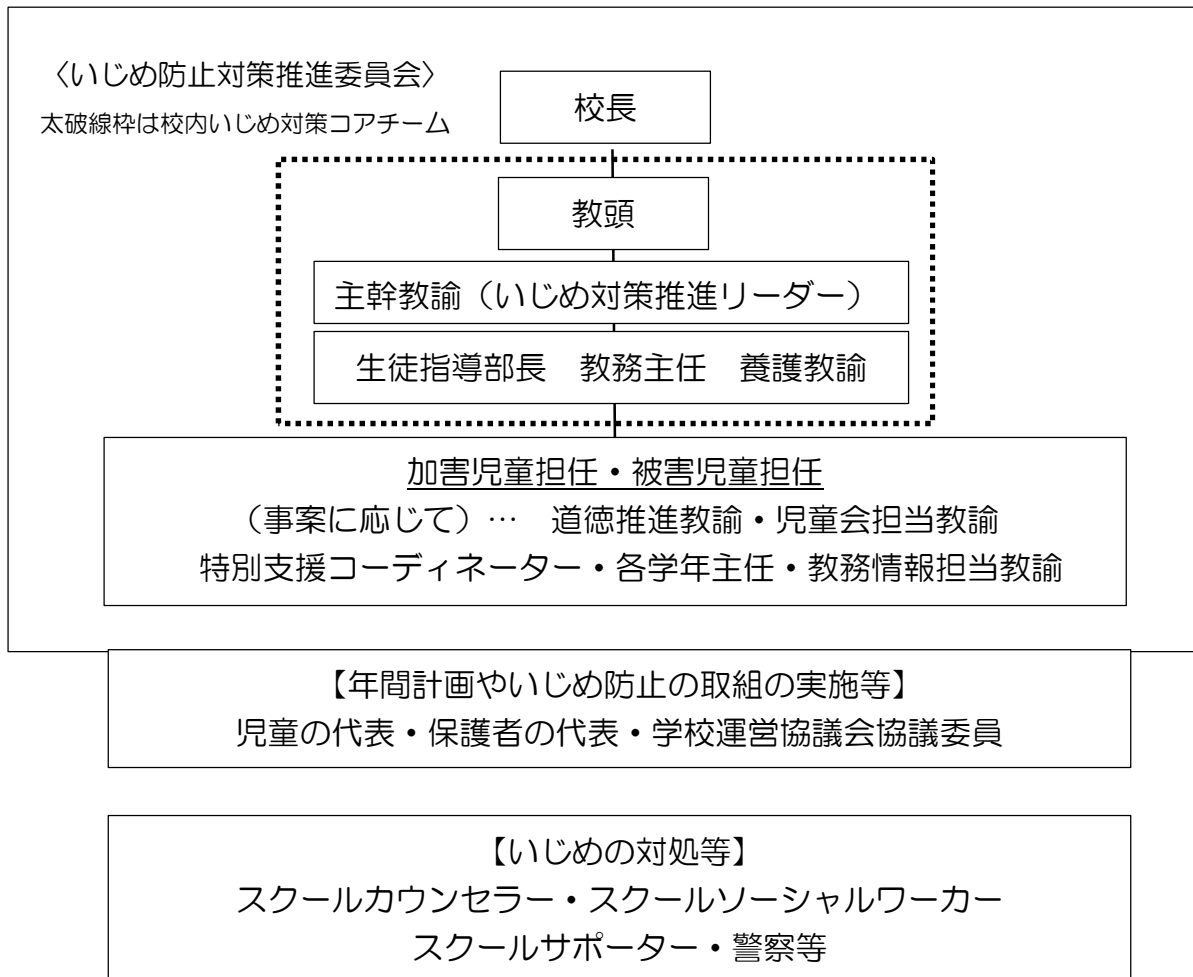 〈いじめ防止対策推進委員会〉
太破線枠は校内いじめ対策コアチーム
校長
教頭
主幹教諭（いじめ対策推進リーダー）
生徒指導部長　教務主任　養護教諭
加害児童担任・被害児童担任
（事案に応じて）…　道徳推進教諭・児童会担当教諭
特別支援コーディネーター・各学年主任・教務情報担当教諭
【年間計画やいじめ防止の取組の実施等】
児童の代表・保護者の代表・学校運営協議会協議委員
【いじめの対処等】
スクールカウンセラー・スクールソーシャルワーカー
スクールサポーター・警察等